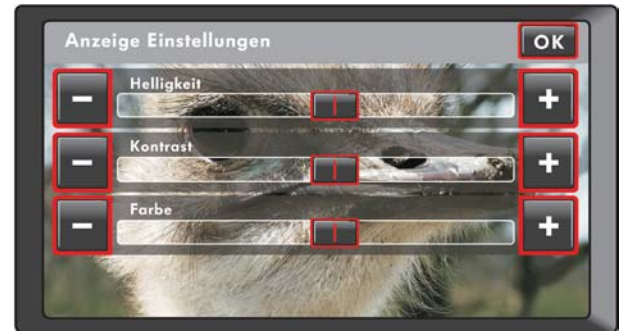 Anzeige Einstellungen
OK
Helligkeit
- +
Kontrast
- +
Farbe
- +